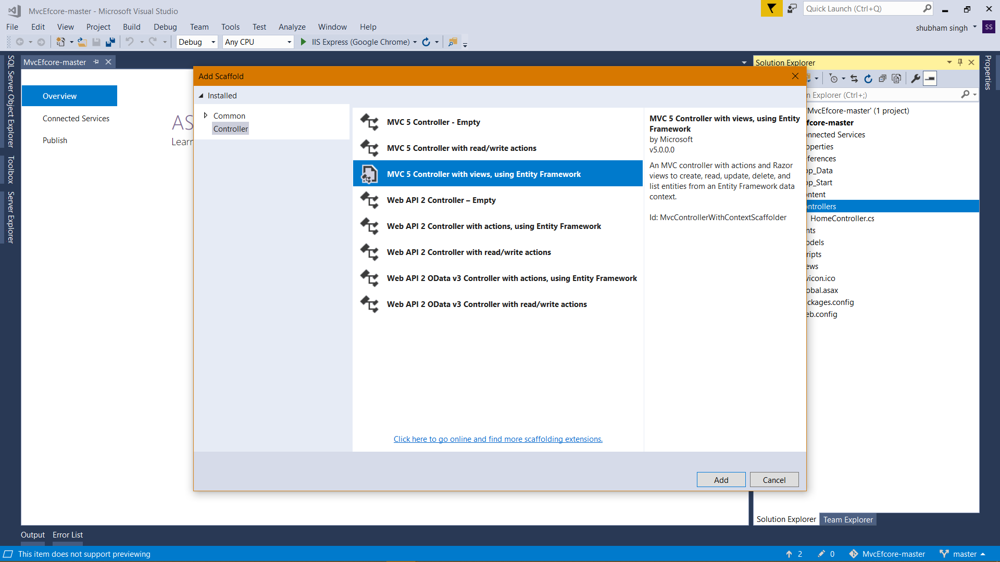 MvcEfcore-master - Microsoft Visual Studio
Quick Launch (Ctrl+Q)
File Edit View Project Build Debug Team Tools Test Analyze Window Help
shubham singh SS
Debug Any CPU IIS Express (Google Chrome)
SQL Server Object Explorer
Toolbox
Server Explorer
MvcEfcore-master
Overview
Connected Services
Publish
AS
Learn
Add Scaffold
Installed
Common
Controller
MVC 5 Controller - Empty
MVC 5 Controller with read/write actions
MVC 5 Controller with views, using Entity Framework
Web API 2 Controller – Empty
Web API 2 Controller with actions, using Entity Framework
Web API 2 Controller with read/write actions
Web API 2 OData v3 Controller with actions, using Entity Framework
Web API 2 OData v3 Controller with read/write actions
Click here to go online and find more scaffolding extensions.
MVC 5 Controller with views, using Entity
Framework
by Microsoft
v5.0.0.0
An MVC controller with actions and Razor
views to create, read, update, delete, and
list entities from an Entity Framework data
context.
Id: MvcControllerWithContextScaffolder
Add Cancel
Solution Explorer
n Explorer (Ctrl+;)
'MvcEfcore-master' (1 project)
fcore-master
nnected Services
operties
ferences
pp_Data
pp_Start
ontent
ontrollers
HomeController.cs
nts
odels
ripts
ews
vicon.ico
obal.asax
ckages.config
eb.config
Solution Explorer Team Explorer
Properties
Output Error List
This item does not support previewing
2 0 MvcEfcore-master master